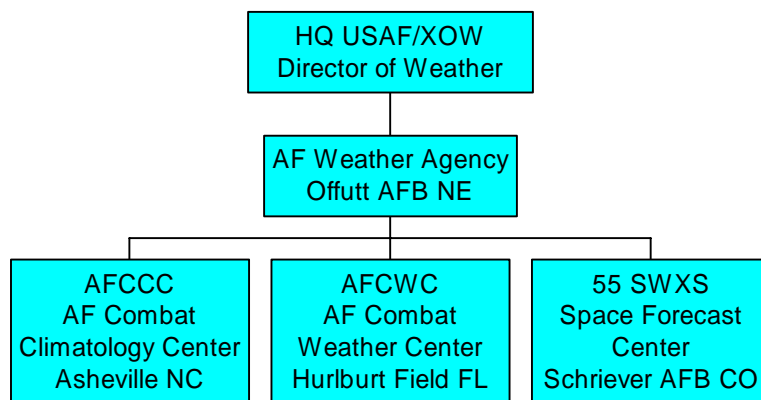 HQ USAF/XOW
Director of Weather
AF Weather Agency
Offutt AFB NE
AFCCC
AF Combat
Climatology Center
Asheville NC
AFCWC
AF Combat
Weather Center
Hurlburt Field FL
55 SWXS
Space Forecast
Center
Schriever AFB CO